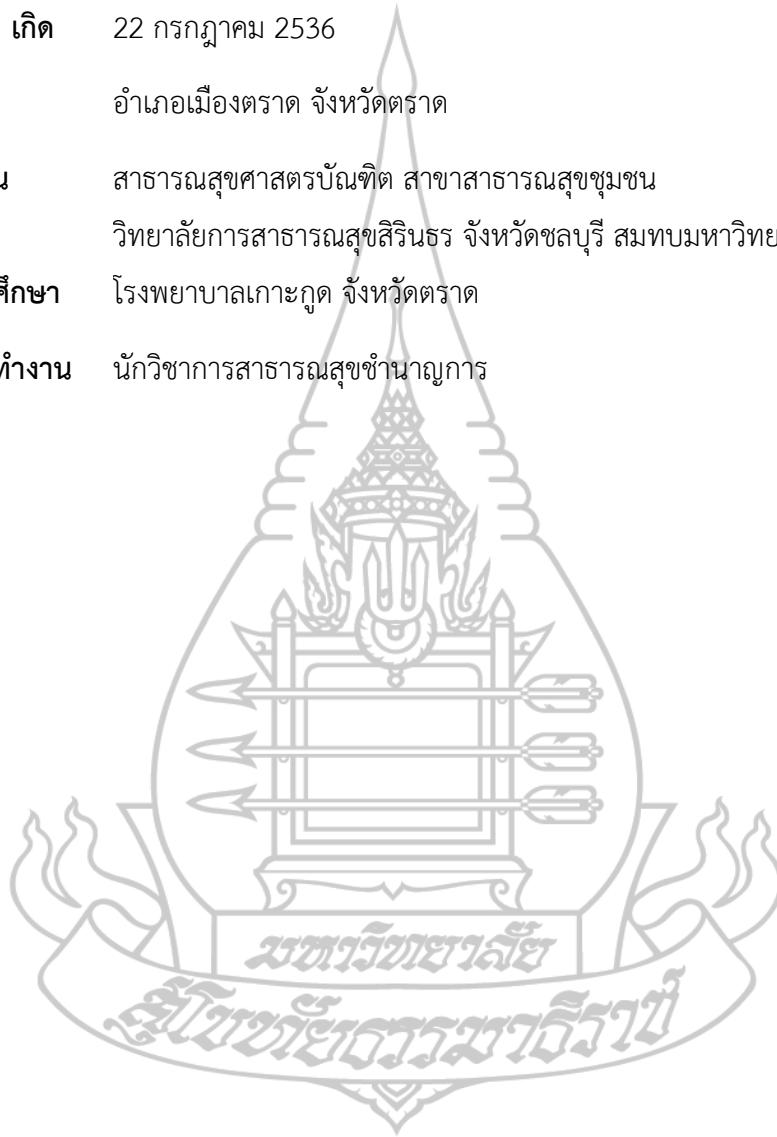 เกิด 22 กรกฎาคม 2536
อำเภอเมืองตราด จังหวัดตราด
น สาธารณสุขศาสตรบัณฑิต สาขาสาธารณสุขชุมชน
วิทยาลัยการสาธารณสุขสิรินธร จังหวัดชลบุรี สมทบมหาวิทย
ศึกษา โรงพยาบาลเกาะกูด จังหวัดตราด
ทำงาน นักวิชาการสาธารณสุขชำนาญการ
มหาวิทยาลัย
สุโขทัยธรรมาธิราช